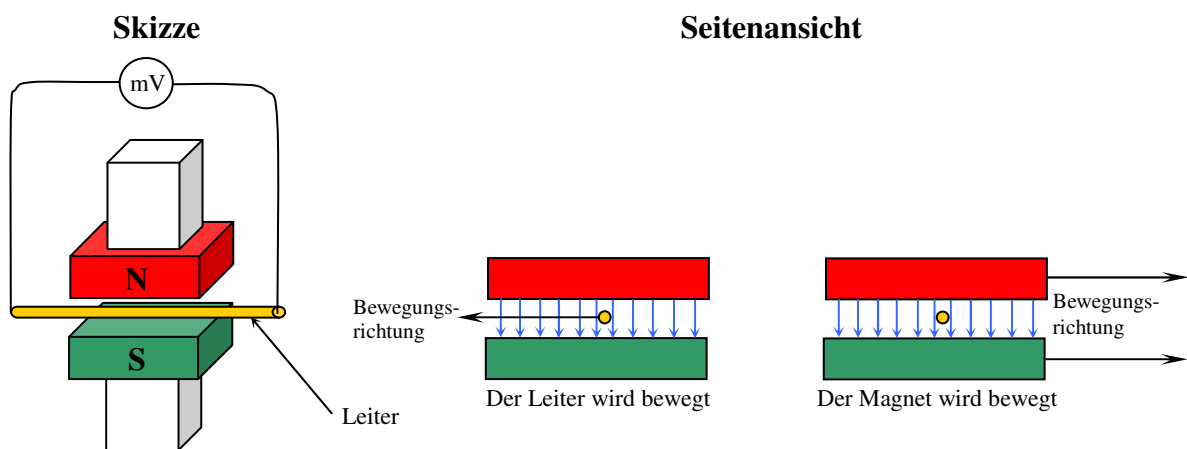 Skizze
mV
N
S
Leiter
Seitenansicht
Bewegungs-
richtung
Der Leiter wird bewegt
Bewegungs-
richtung
Der Magnet wird bewegt